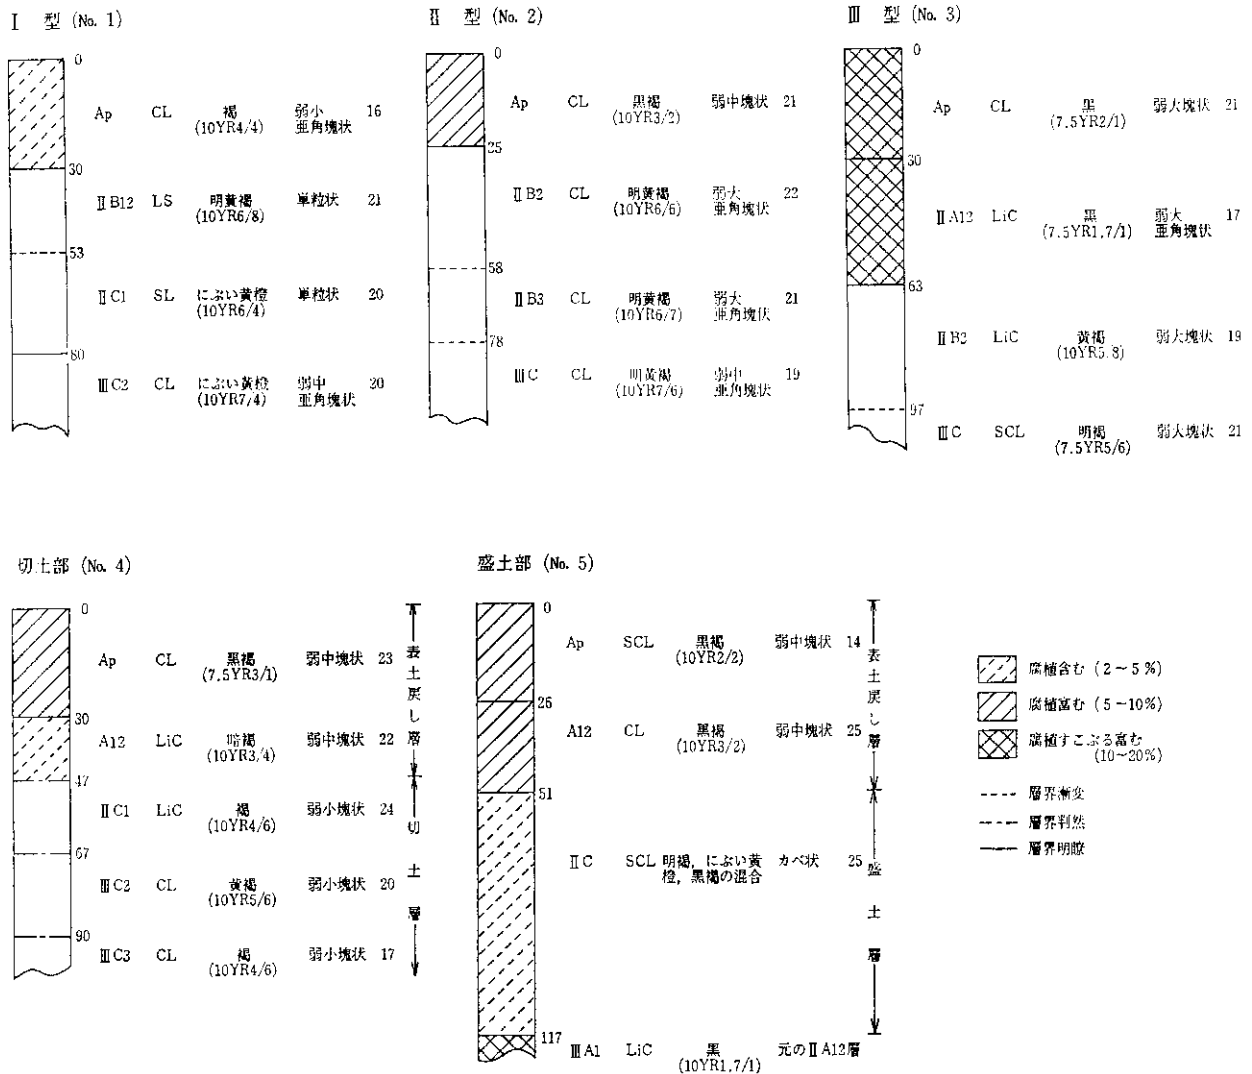 I 型 (No. 1)
0
Ap CL 褐 弱小 16
(10YR4/4) 亜角塊状
30
ⅡB12 LS 明黄褐 単粒状 21
(10YR6/8)
53
ⅡC1 SL にぶい黄橙 単粒状 20
(10YR6/4)
80
ⅢC2 CL にぶい黄橙 弱中 20
(10YR7/4) 亜角塊状
Ⅱ 型 (No. 2)
0
Ap CL 黒褐 弱中塊状 21
(10YR3/2)
25
ⅡB2 CL 明黄褐 弱大 22
(10YR6/6) 亜角塊状
58
ⅡB3 CL 明黄褐 弱大 21
(10YR6/7) 亜角塊状
78
ⅢC CL 明黄褐 弱中 19
(10YR7/6) 亜角塊状
Ⅲ 型 (No. 3)
0
Ap CL 黒 弱大塊状 21
(7.5YR2/1)
30
ⅡA12 LiC 黒 弱大 17
(7.5YR1.7/1) 亜角塊状
63
ⅡB2 LiC 黄褐 弱大塊状 19
(10YR5/8)
97
ⅢC SCL 明褐 弱大塊状 21
(7.5YR5/6)
切土部 (No. 4)
0
Ap CL 黒褐 弱中塊状 23
(7.5YR3/1)
30
A12 LiC 暗褐 弱中塊状 22
(10YR3/4)
47
ⅡC1 LiC 褐 弱小塊状 24
(10YR4/6)
67
ⅢC2 CL 黄褐 弱小塊状 20
(10YR5/6)
90
ⅢC3 CL 褐 弱小塊状 17
(10YR4/6)
表土戻し層
切土層
盛土部 (No. 5)
0
Ap SCL 黒褐 弱中塊状 14
(10YR2/2)
26
A12 CL 黒褐 弱中塊状 25
(10YR3/2)
51
ⅡC SCL 明褐，にぶい黄 カベ状 25
橙，黒褐の混合
117
ⅢA1 LiC 黒 元のⅡA12層
(10YR1.7/1)
表土戻し層
盛土層
腐植含む (2～5%)
腐植富む (5～10%)
腐植すこぶる富む
(10～20%)
層界漸変
層界判然
層界明瞭